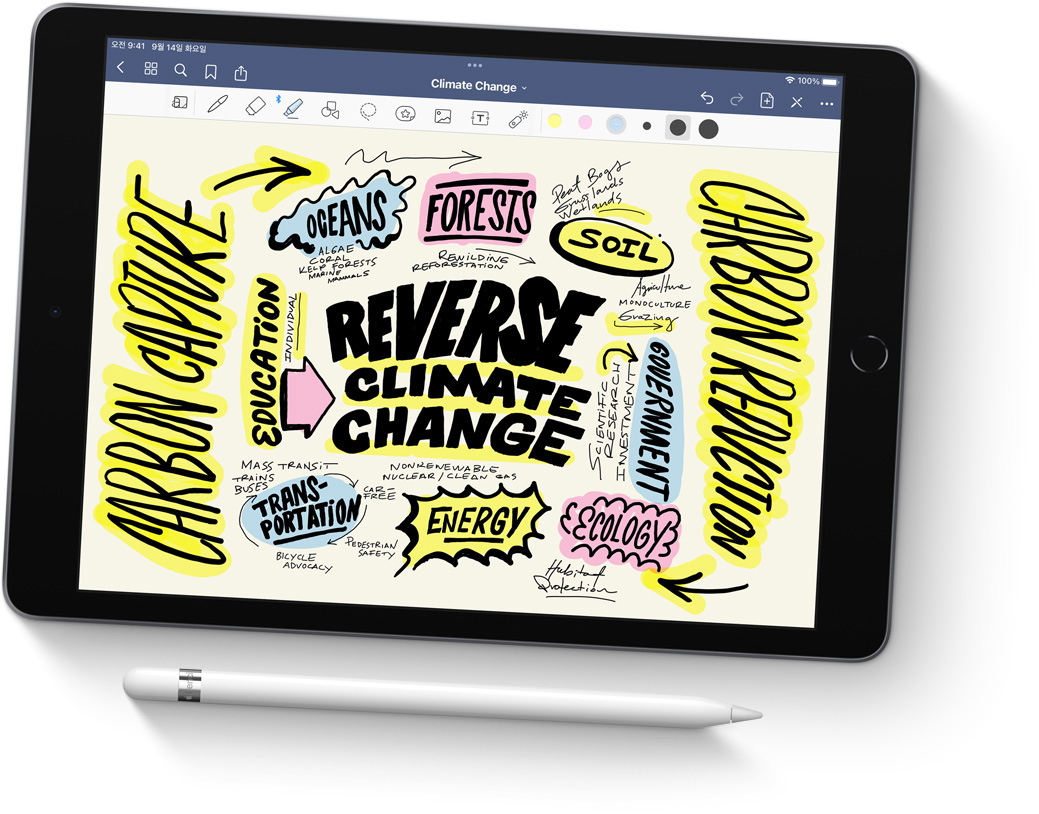 오전 9:41 9월 14일 화요일
100%
Climate Change
T
CARBON CAPTURE
OCEANS
ALGAE
CORAL
KELP FORESTS
MARINE
MAMMALS
FORESTS
REWILDING
REFORESTATION
Peat Bogs
Wetlands
SOIL
Agriculture
MONOCULTURE
Grazing
EDUCATION
INDIVIDUAL
REVERSE
CLIMATE
CHANGE
SCIENTIFIC
RESEARCH
INVESTMENT
GOVERNMENT
CARBON REDUCTION
MASS TRANSIT
TRAINS
BUSES
CAR-
FREE
TRANS-
PORTATION
BICYCLE
ADVOCACY
PEDESTRIAN
SAFETY
NONRENEWABLE
NUCLEAR/CLEAN GAS
ENERGY
ECOLOGY
Habitat
Protection